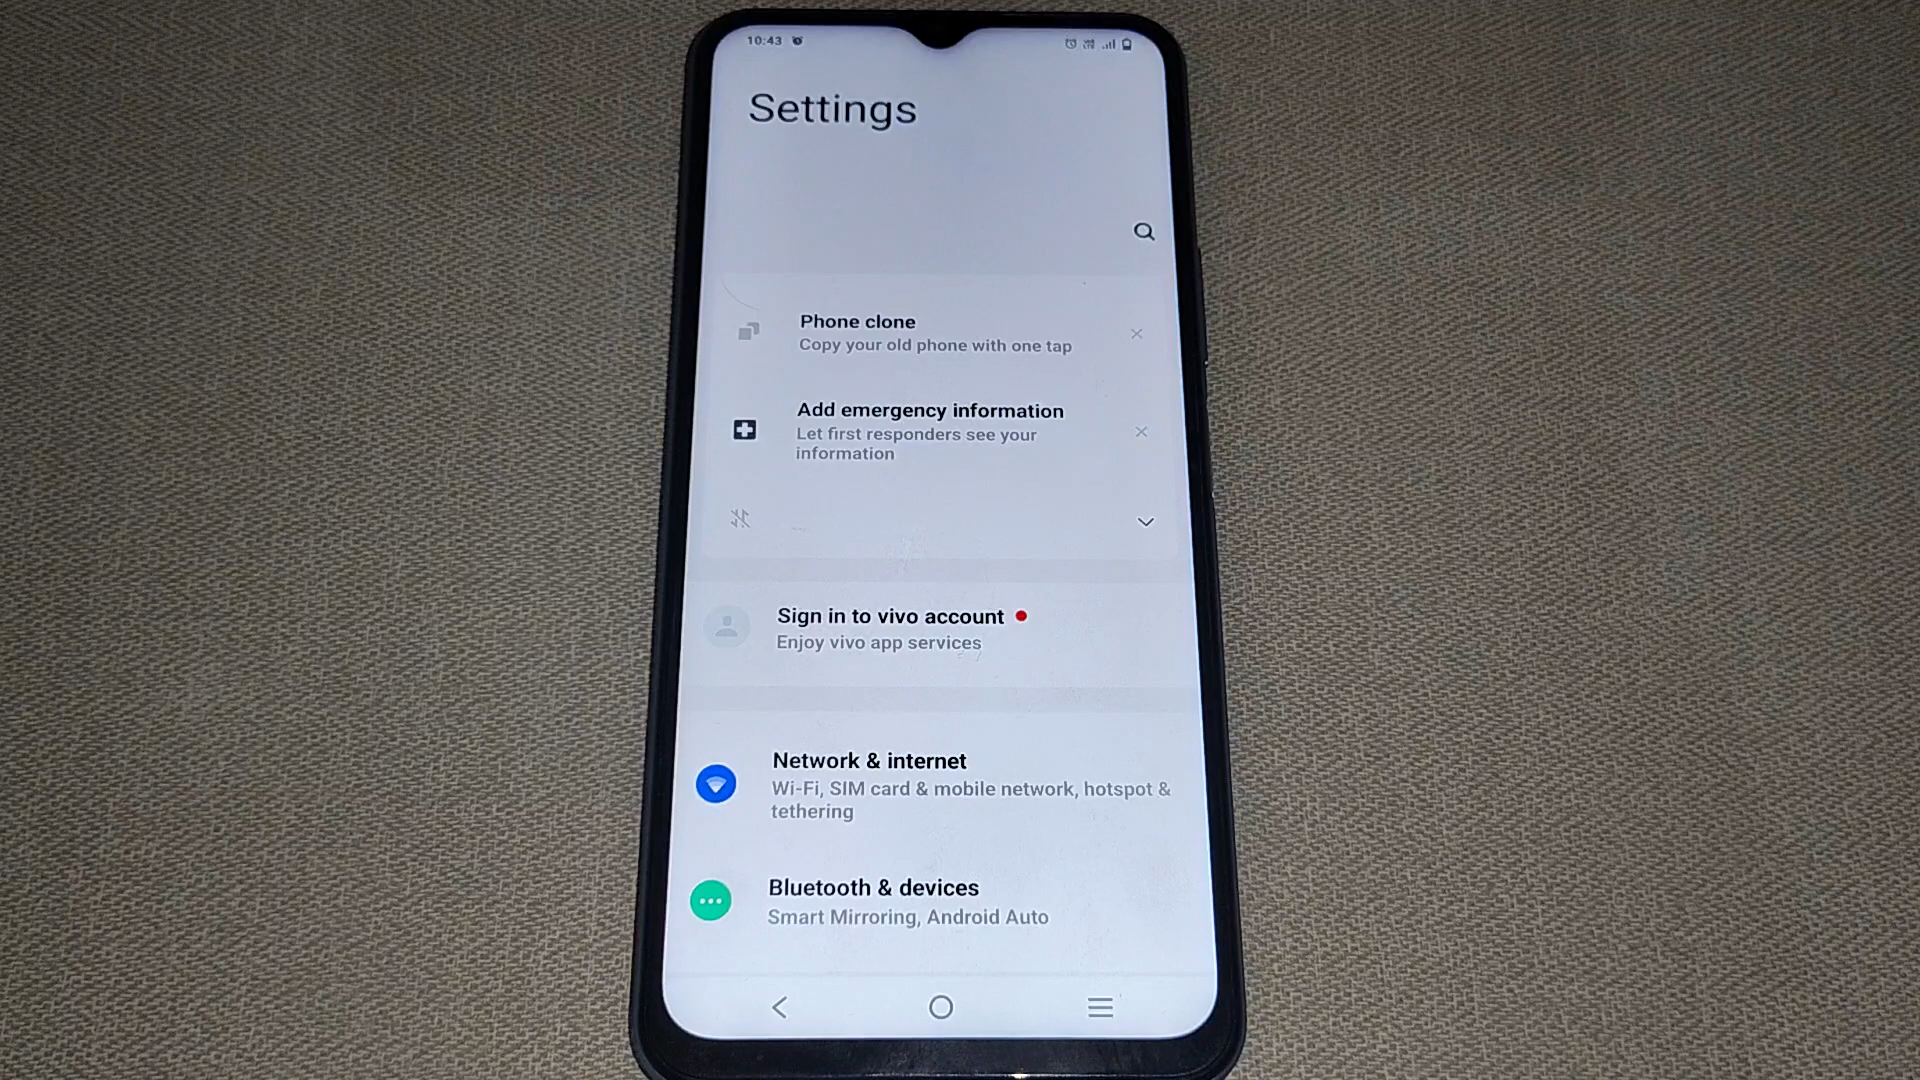 10:43
Settings
Phone clone
Copy your old phone with one tap
Add emergency information
Let first responders see your
information
Sign in to vivo account
Enjoy vivo app services
Network & internet
Wi-Fi, SIM card & mobile network, hotspot &
tethering
Bluetooth & devices
Smart Mirroring, Android Auto